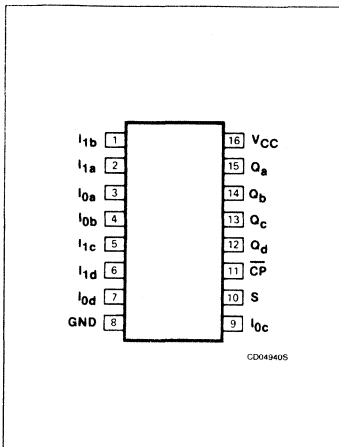 I1b 1 16 VCC
I1a 2 15 Qa
I0a 3 14 Qb
I0b 4 13 Qc
I1c 5 12 Qd
I1d 6 11 C̅P̅
I0d 7 10 S
GND 8 9 I0c
CD04940S